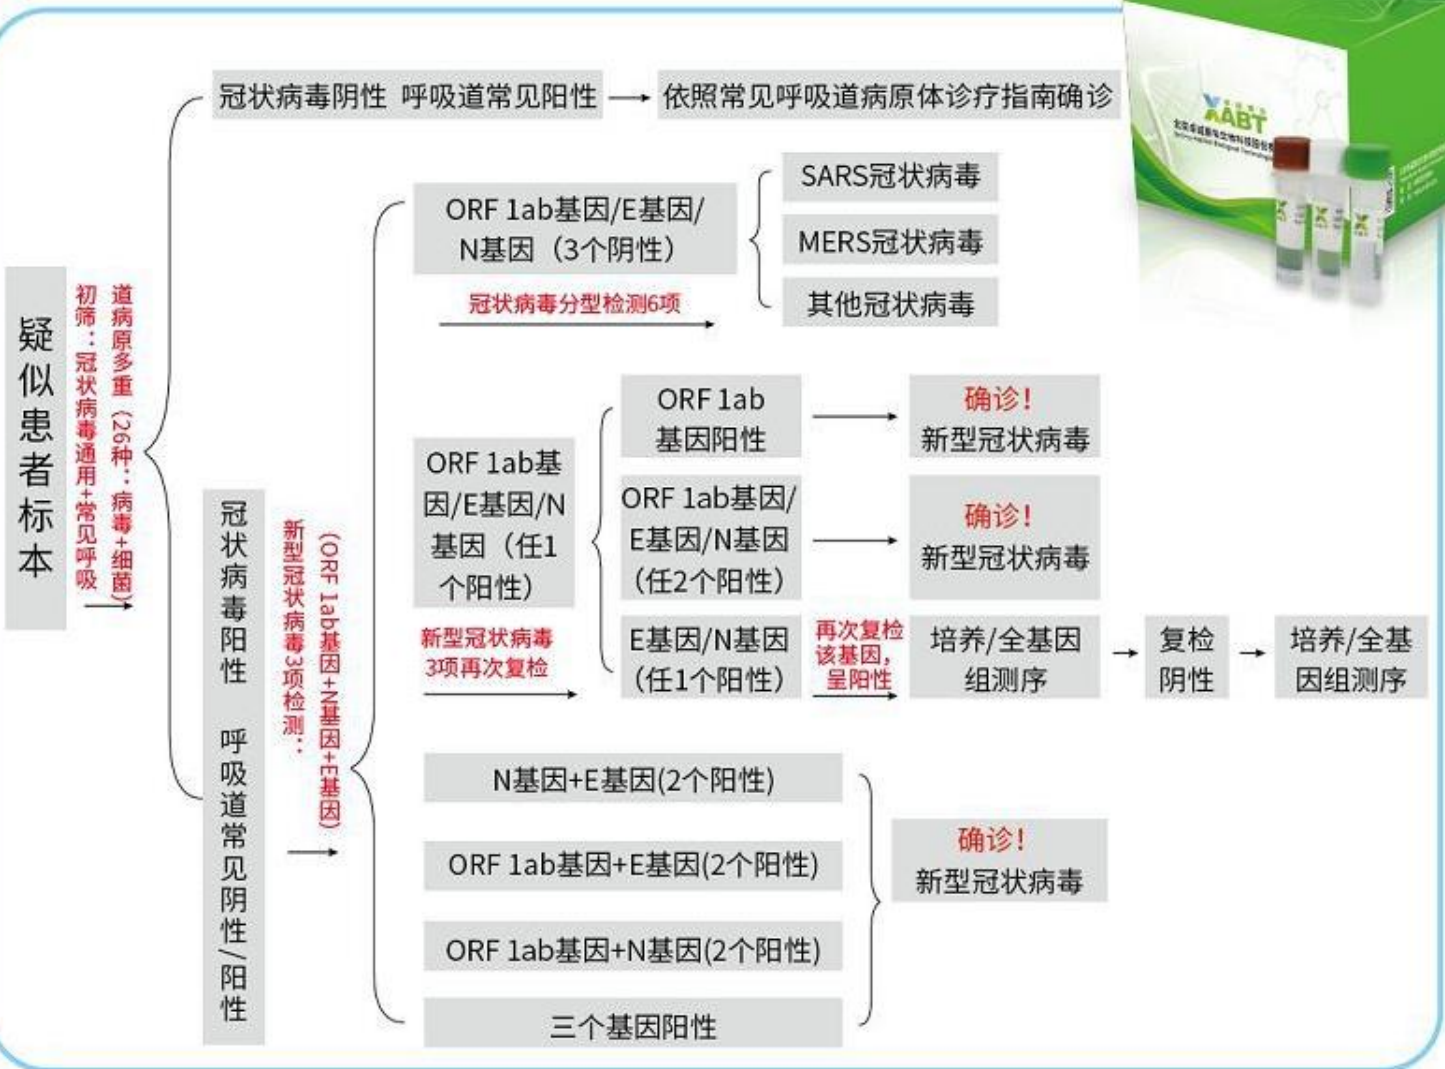 冠状病毒阴性 呼吸道常见阳性
依照常见呼吸道病原体诊疗指南确诊
XABT
疑似患者标本
初筛：冠状病毒通用+常见呼吸
道病原多重（26种：病毒+细菌）
冠状病毒阳性 呼吸道常见阴性/阳性
新型冠状病毒3项检测：
（ORF 1ab基因+N基因+E基因）
ORF 1ab基因/E基因/
N基因（3个阴性）
冠状病毒分型检测6项
SARS冠状病毒
MERS冠状病毒
其他冠状病毒
ORF 1ab基
因/E基因/N
基因（任1
个阳性）
新型冠状病毒
3项再次复检
ORF 1ab
基因阳性
确诊！
新型冠状病毒
ORF 1ab基因/
E基因/N基因
（任2个阳性）
确诊！
新型冠状病毒
E基因/N基因
（任1个阳性）
再次复检
该基因，
呈阳性
培养/全基因
组测序
复检
阴性
培养/全基
因组测序
N基因+E基因(2个阳性)
ORF 1ab基因+E基因(2个阳性)
ORF 1ab基因+N基因(2个阳性)
三个基因阳性
确诊！
新型冠状病毒